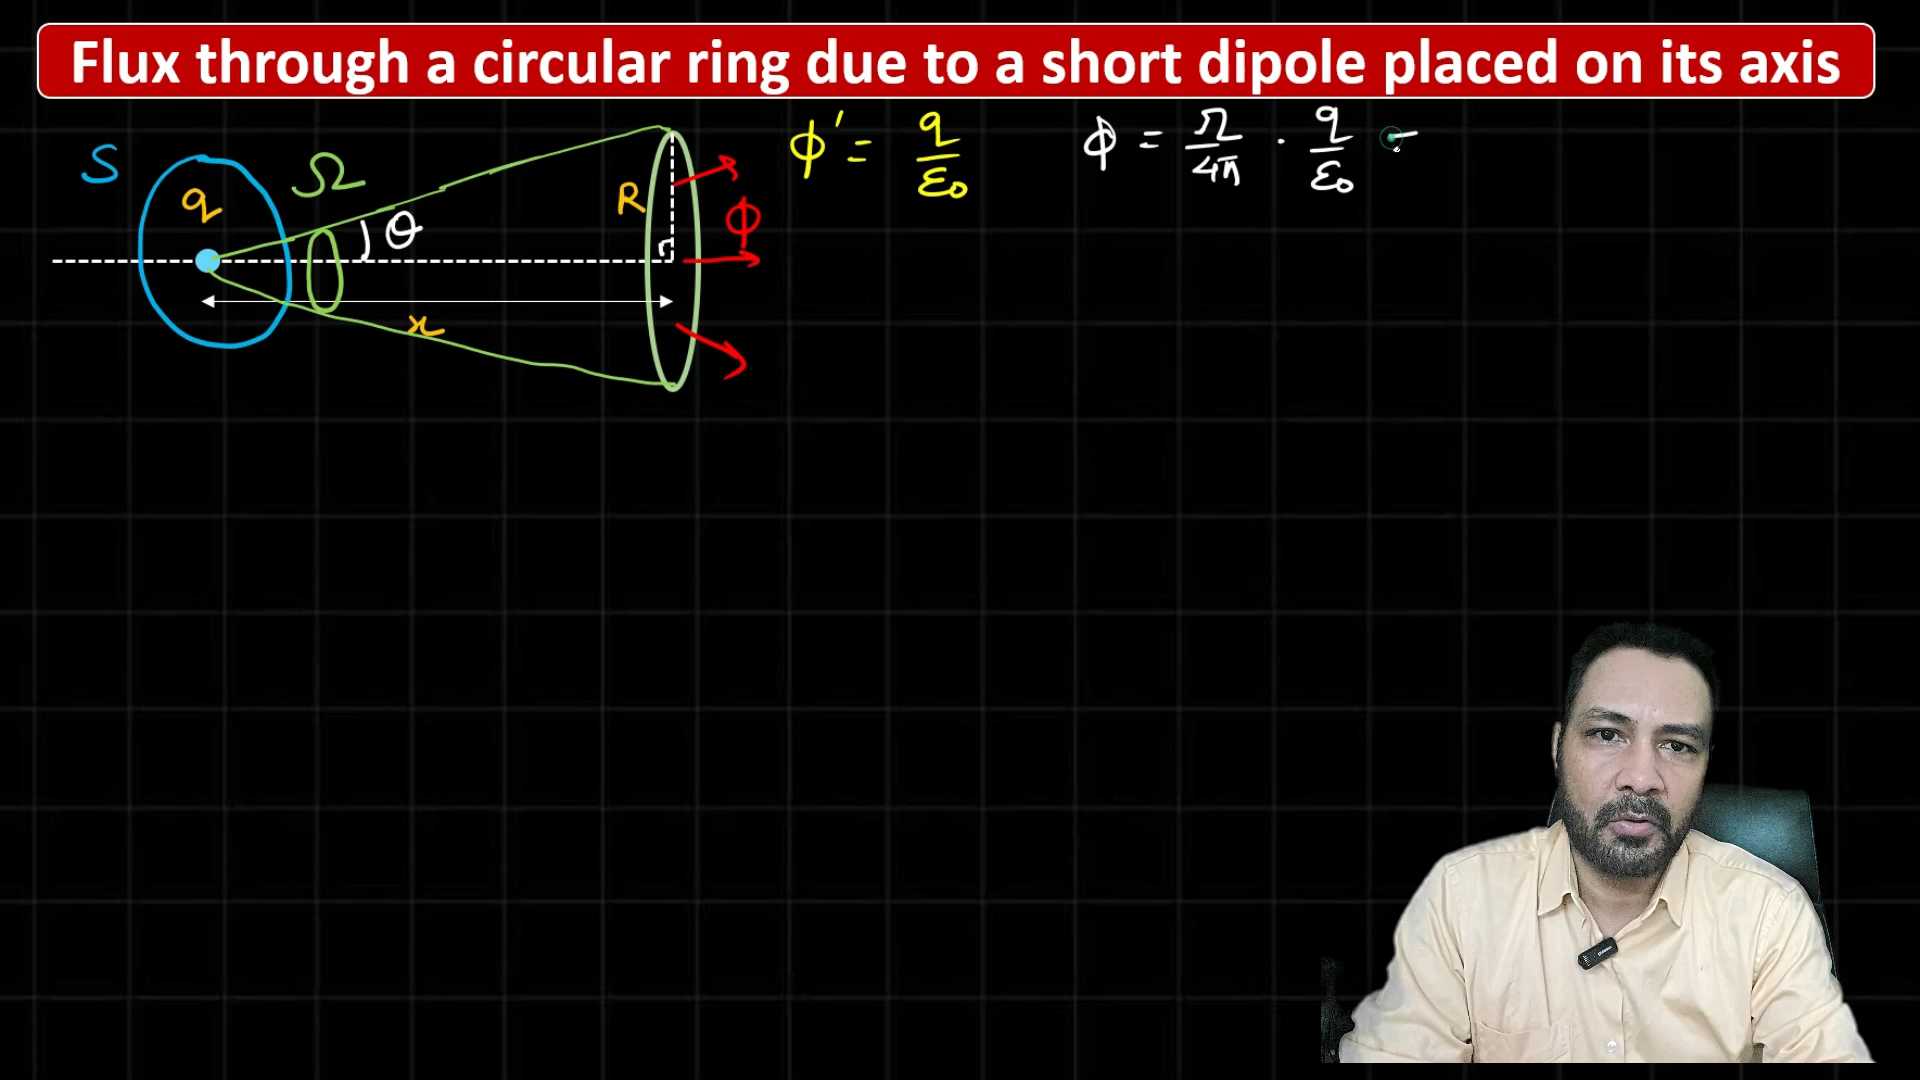 Flux through a circular ring due to a short dipole placed on its axis
S
q
Ω
θ
R
x
ϕ
ϕ' = q/ε₀
ϕ = Ω/4π · q/ε₀